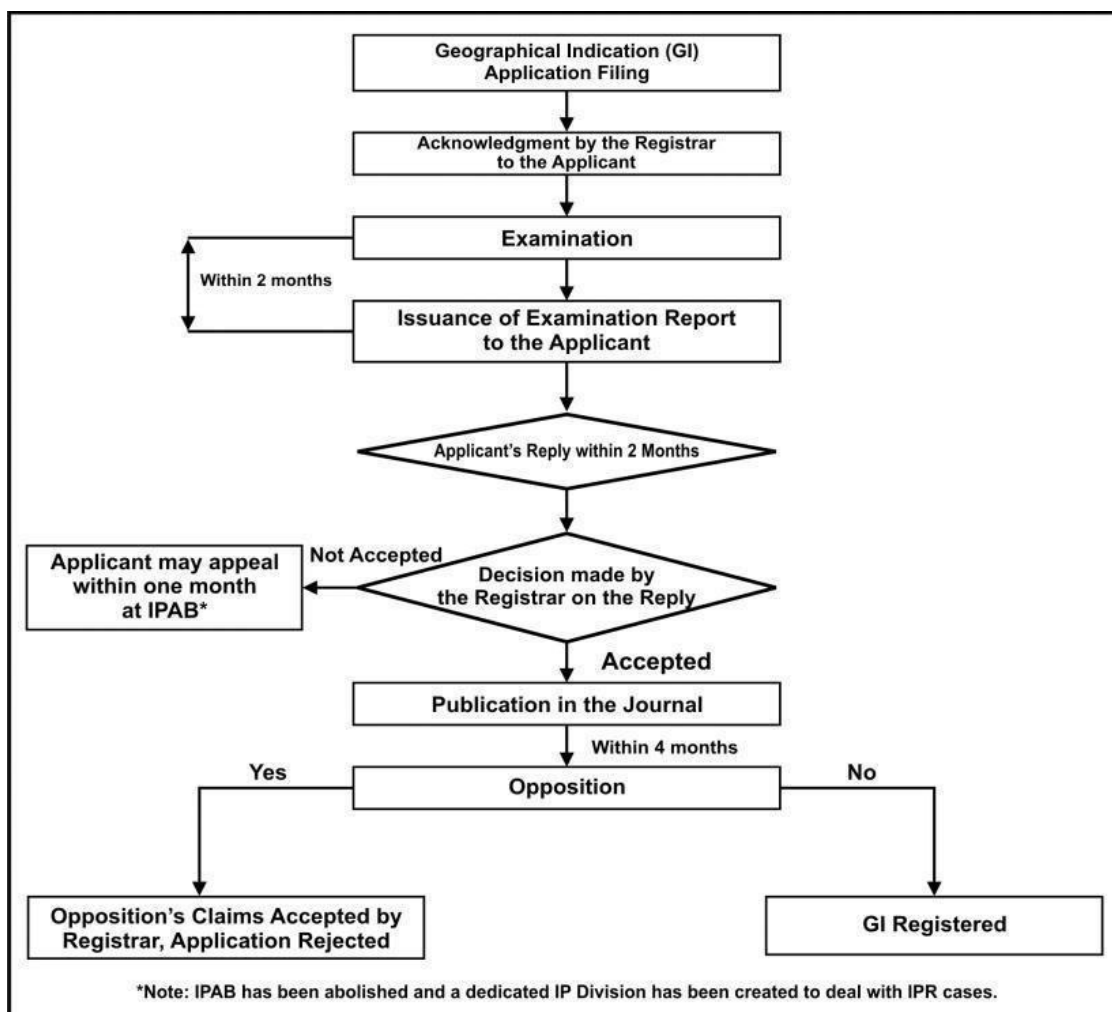 Geographical Indication (GI)
Application Filing
Acknowledgment by the Registrar
to the Applicant
Examination
Within 2 months
Issuance of Examination Report
to the Applicant
Applicant's Reply within 2 Months
Not Accepted
Applicant may appeal
within one month
at IPAB*
Decision made by
the Registrar on the Reply
Accepted
Publication in the Journal
Within 4 months
Yes
No
Opposition
Opposition's Claims Accepted by
Registrar, Application Rejected
GI Registered
*Note: IPAB has been abolished and a dedicated IP Division has been created to deal with IPR cases.